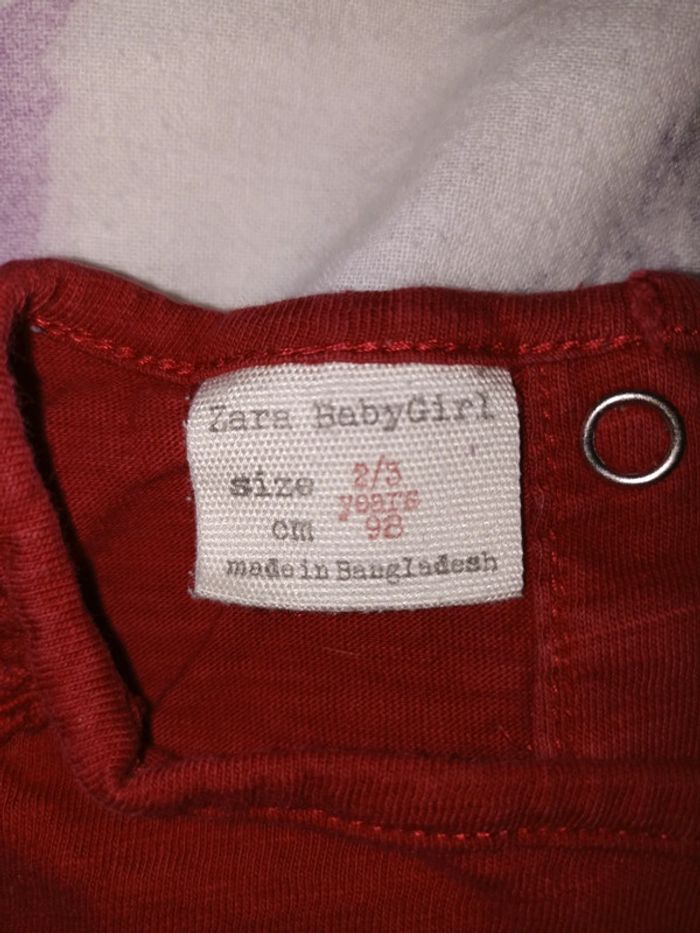 Zara BabyGirl
size 2/3
years
cm 98
made in Bangladesh